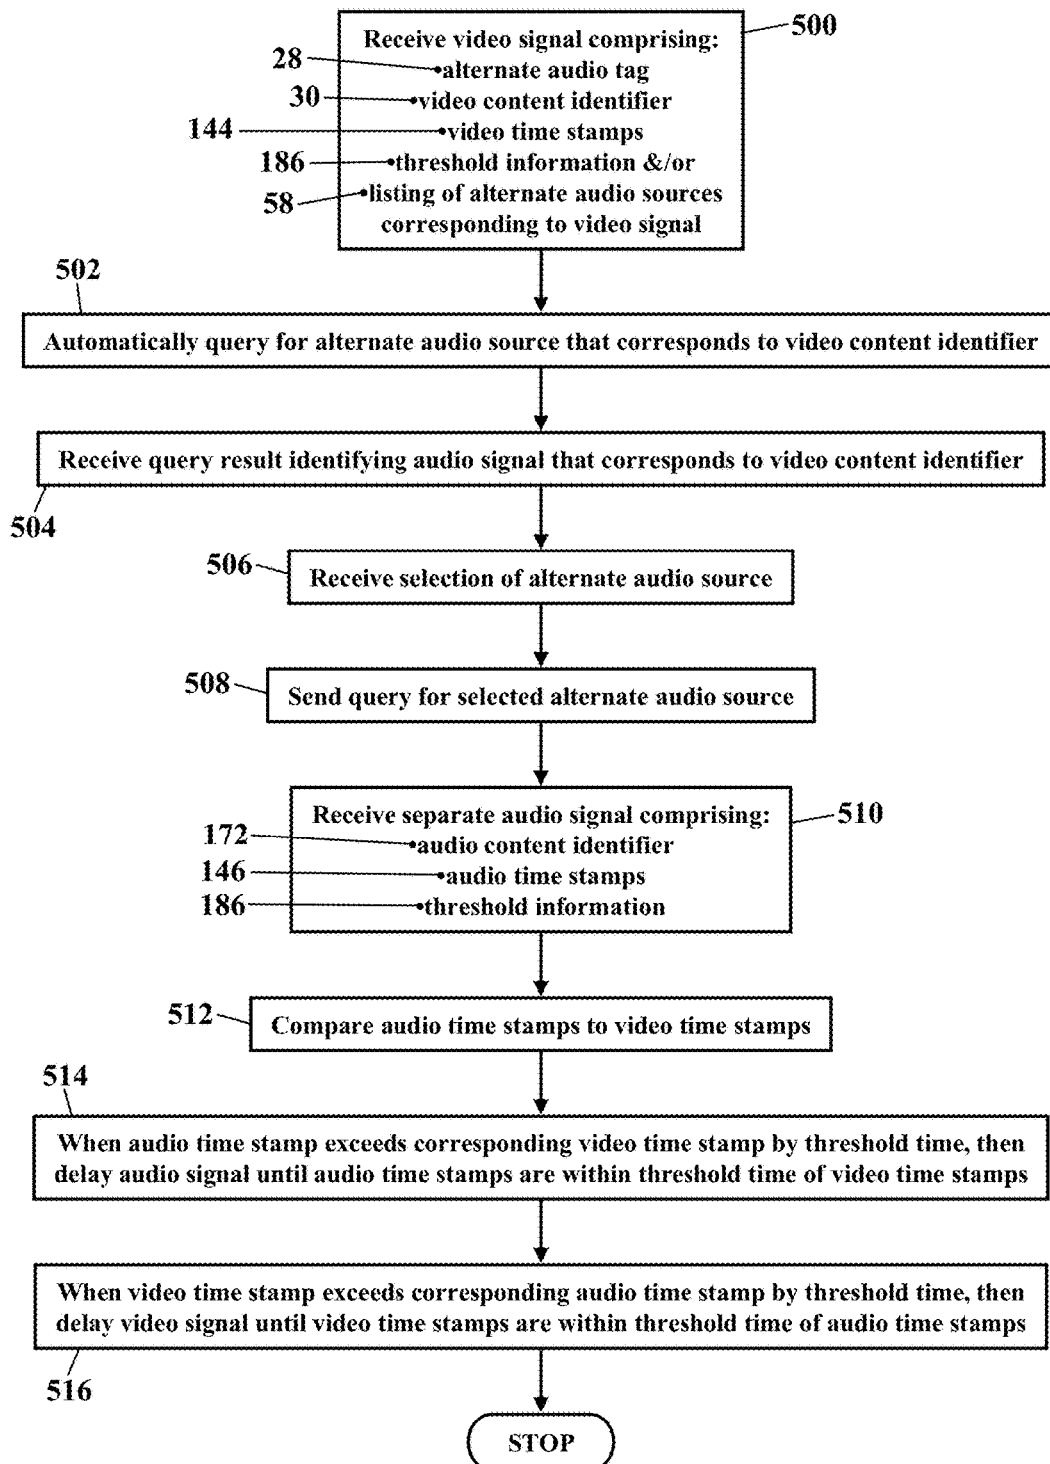 Receive video signal comprising:
500
28
•alternate audio tag
30
•video content identifier
144
•video time stamps
186
•threshold information &/or
58
•listing of alternate audio sources
corresponding to video signal
502
Automatically query for alternate audio source that corresponds to video content identifier
Receive query result identifying audio signal that corresponds to video content identifier
504
506
Receive selection of alternate audio source
508
Send query for selected alternate audio source
Receive separate audio signal comprising:
510
172
•audio content identifier
146
•audio time stamps
186
•threshold information
512
Compare audio time stamps to video time stamps
514
When audio time stamp exceeds corresponding video time stamp by threshold time, then
delay audio signal until audio time stamps are within threshold time of video time stamps
When video time stamp exceeds corresponding audio time stamp by threshold time, then
delay video signal until video time stamps are within threshold time of audio time stamps
516
STOP